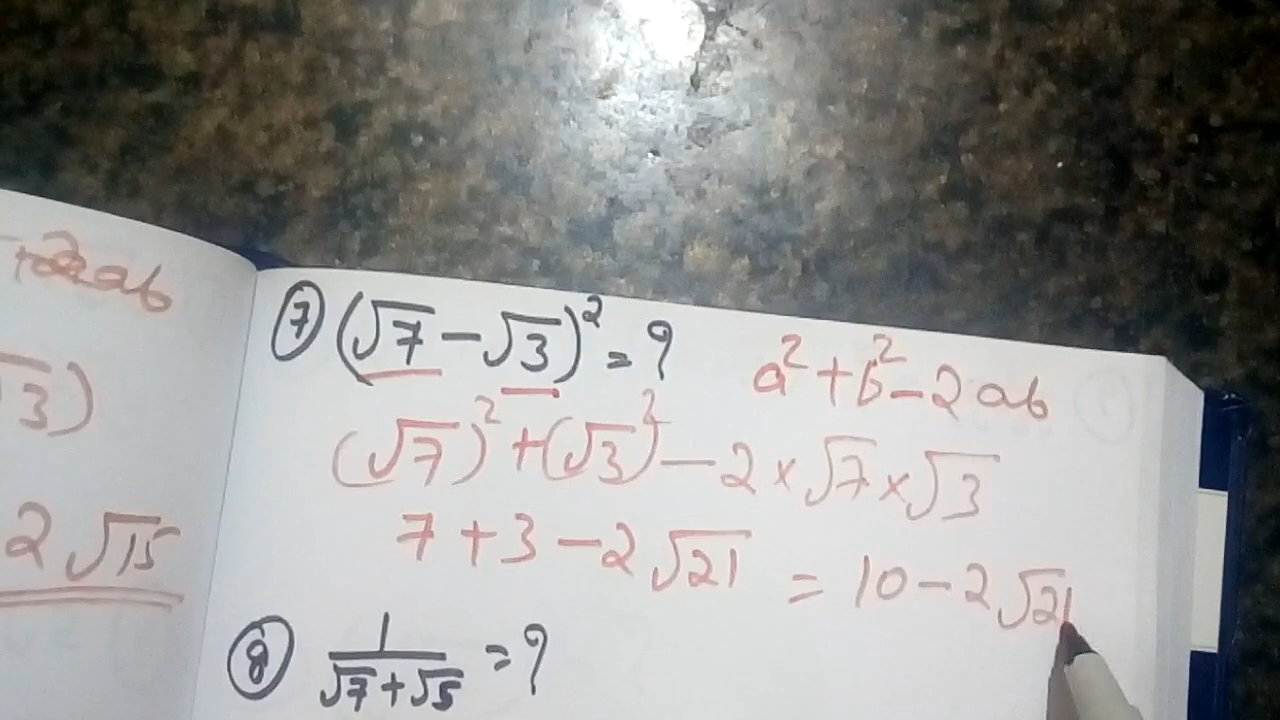 +2ab
√3)
2√15
⑦ (√7-√3)² = ?
a²+b²-2ab
(√7)²+(√3)²-2×√7×√3
7+3-2√21 = 10-2√21
⑧ 1/(√7+√5) = ?